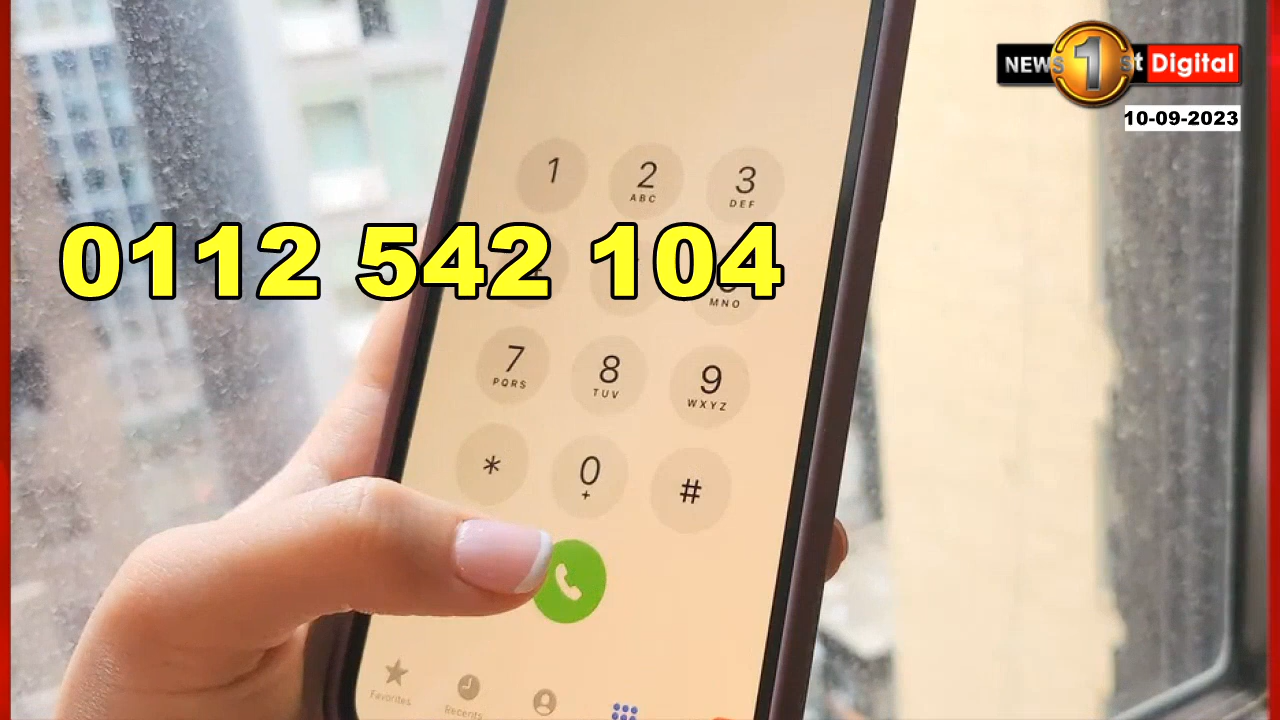 NEWS 1st Digital
10-09-2023
1
2
3
ABC
DEF
0112 542 104
MNO
7
8
9
PQRS
TUV
WXYZ
*
0
#
+
Favorites
Recents